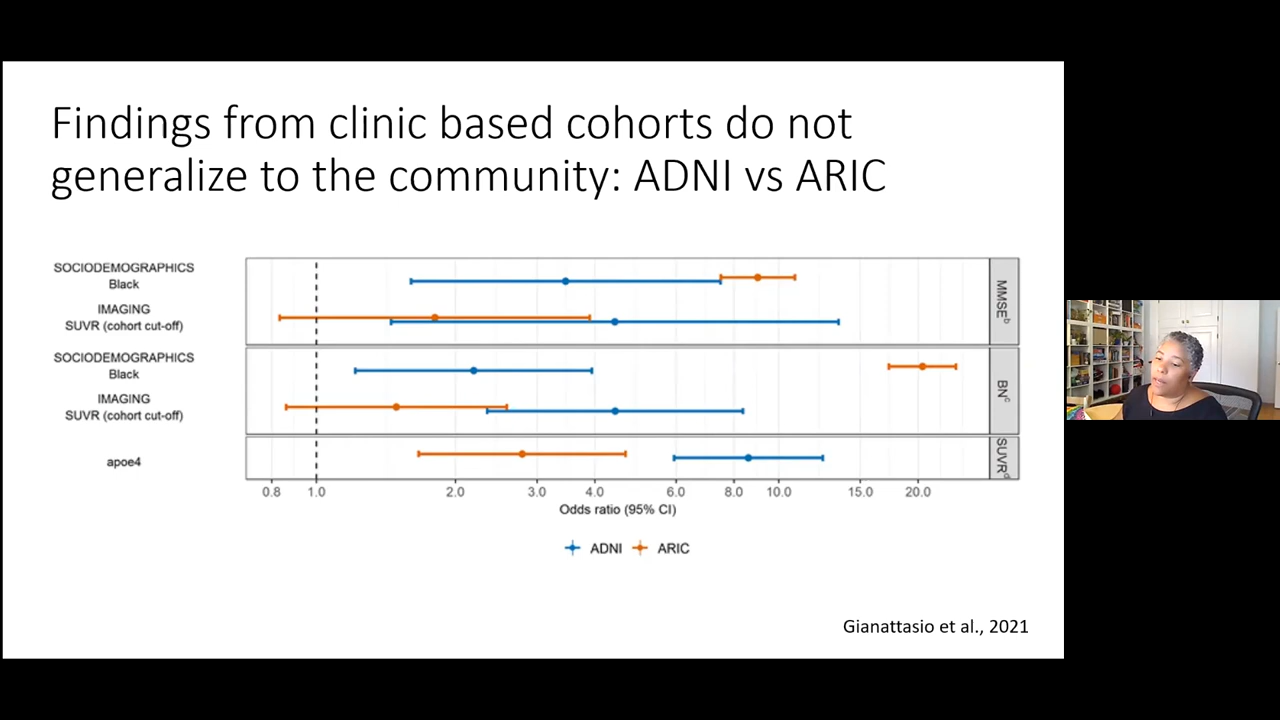 Findings from clinic based cohorts do not
generalize to the community: ADNI vs ARIC
SOCIODEMOGRAPHICS
Black
IMAGING
SUVR (cohort cut-off)
MMSEᵇ
SOCIODEMOGRAPHICS
Black
IMAGING
SUVR (cohort cut-off)
BNᶜ
apoe4
SUVRᵈ
0.8 1.0 2.0 3.0 4.0 6.0 8.0 10.0 15.0 20.0
Odds ratio (95% CI)
ADNI ARIC
Gianattasio et al., 2021